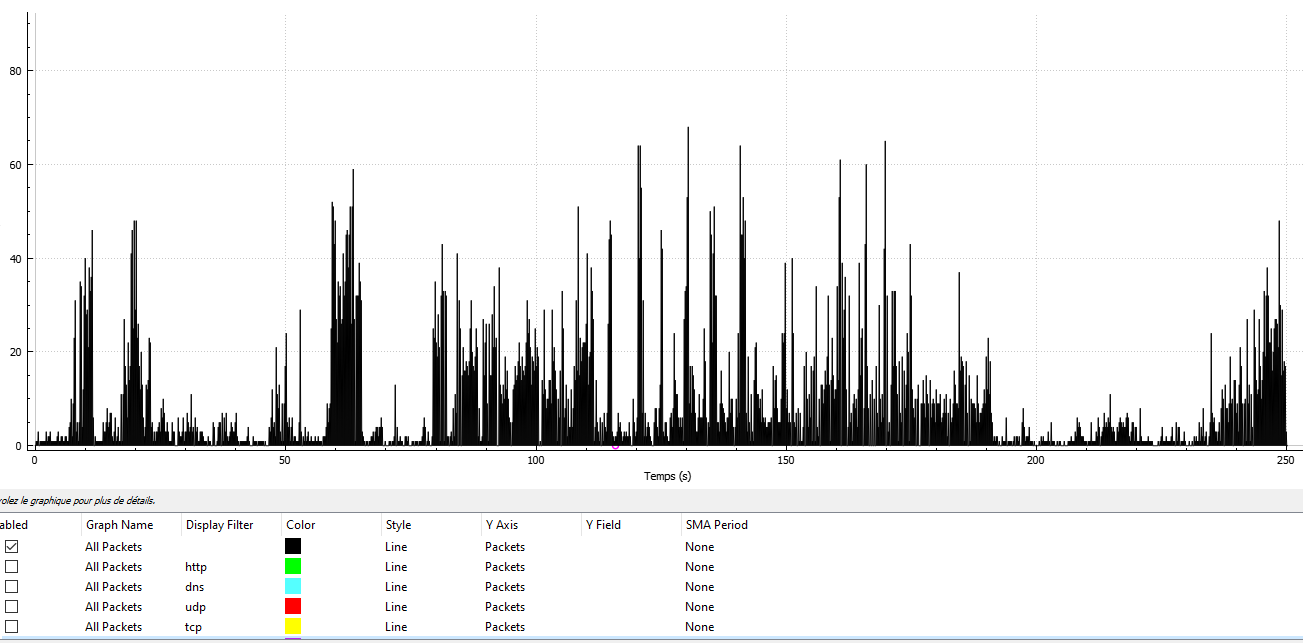 80
60
40
20
0
0 50 100 150 200 250
Temps (s)
rolez le graphique pour plus de détails.
abled Graph Name Display Filter Color Style Y Axis Y Field SMA Period
All Packets Line Packets None
All Packets http Line Packets None
All Packets dns Line Packets None
All Packets udp Line Packets None
All Packets tcp Line Packets None